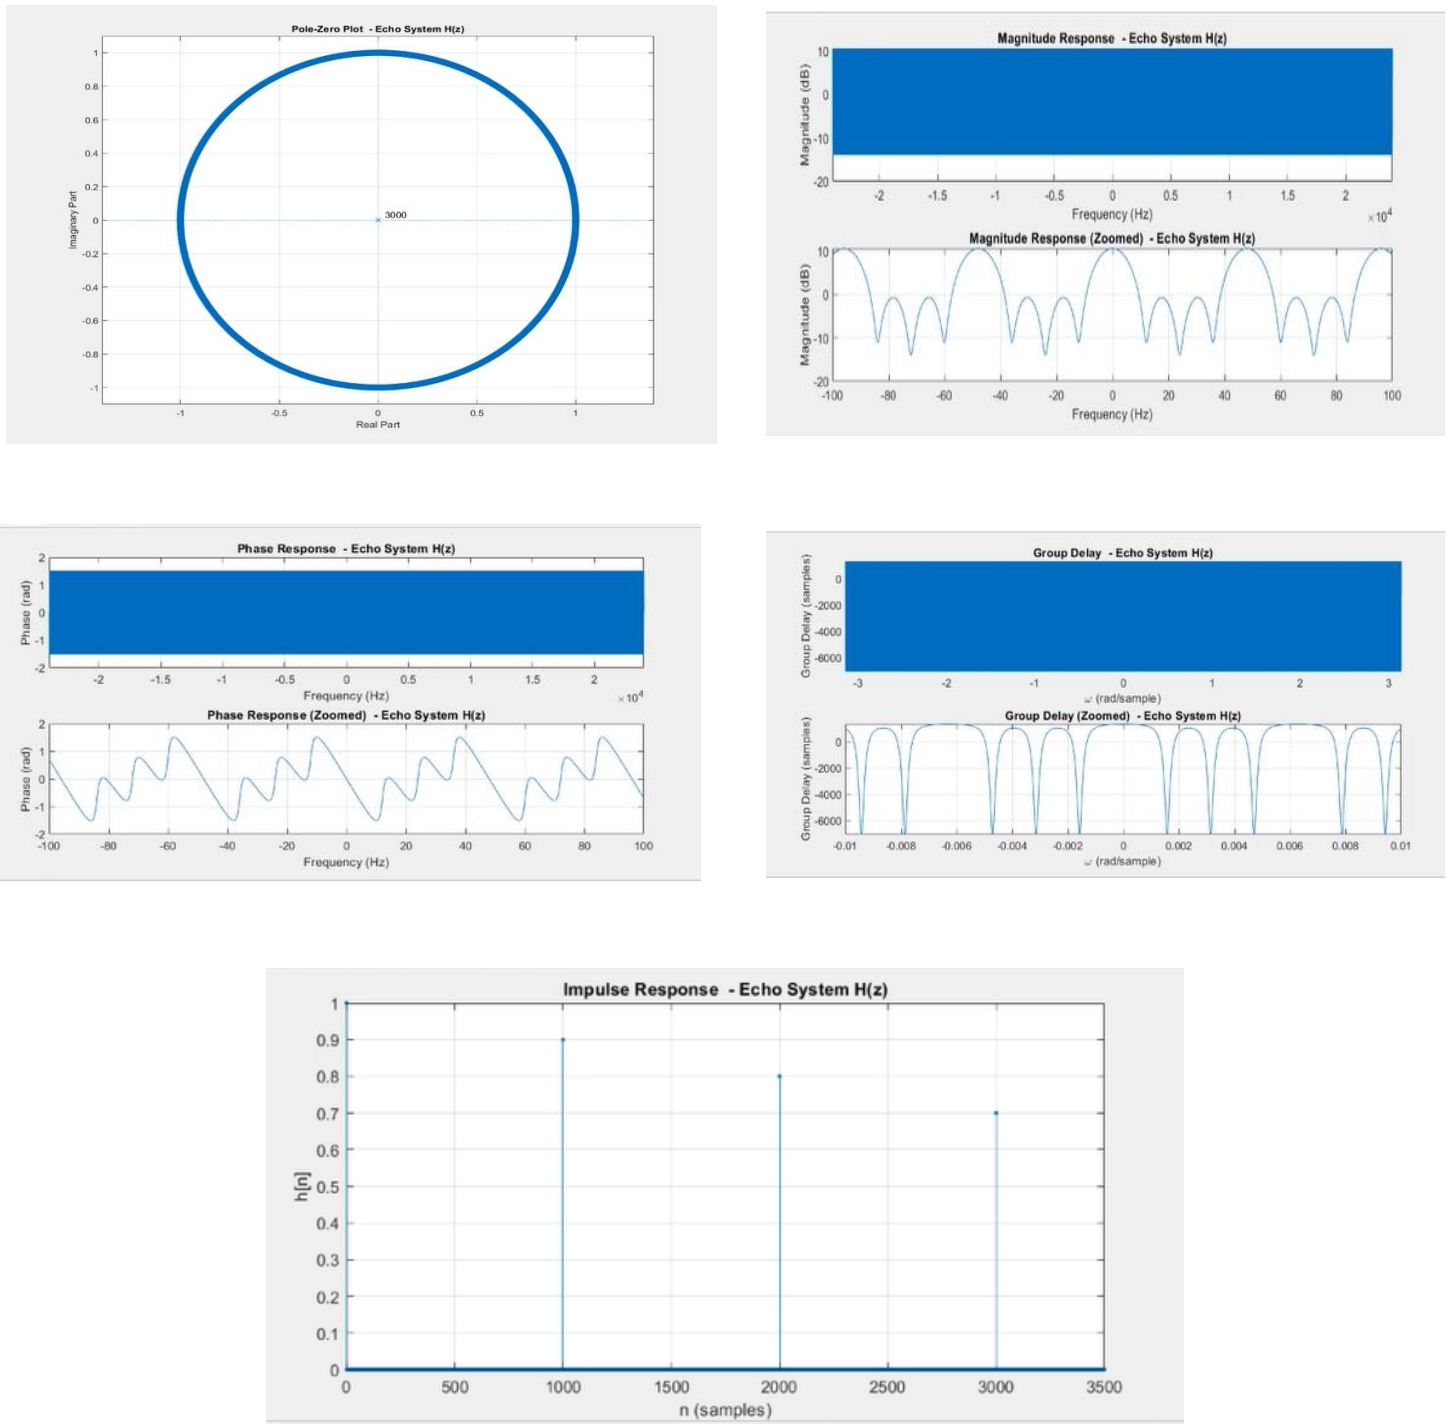 Pole-Zero Plot - Echo System H(z)
1
0.8
0.6
0.4
0.2
0
-0.2
-0.4
-0.6
-0.8
-1
Imaginary Part
3000
-1 -0.5 0 0.5 1
Real Part
Magnitude Response - Echo System H(z)
10
0
-10
-20
Magnitude (dB)
-2 -1.5 -1 -0.5 0 0.5 1 1.5 2
×10^4
Frequency (Hz)
Magnitude Response (Zoomed) - Echo System H(z)
10
0
-10
-20
Magnitude (dB)
-100 -80 -60 -40 -20 0 20 40 60 80 100
Frequency (Hz)
Phase Response - Echo System H(z)
2
1
0
-1
-2
Phase (rad)
-2 -1.5 -1 -0.5 0 0.5 1 1.5 2
×10^4
Frequency (Hz)
Phase Response (Zoomed) - Echo System H(z)
2
1
0
-1
-2
Phase (rad)
-100 -80 -60 -40 -20 0 20 40 60 80 100
Frequency (Hz)
Group Delay - Echo System H(z)
0
-2000
-4000
-6000
Group Delay (samples)
-3 -2 -1 0 1 2 3
ω (rad/sample)
Group Delay (Zoomed) - Echo System H(z)
0
-2000
-4000
-6000
Group Delay (samples)
-0.01 -0.008 -0.006 -0.004 -0.002 0 0.002 0.004 0.006 0.008 0.01
ω (rad/sample)
Impulse Response - Echo System H(z)
1
0.9
0.8
0.7
0.6
0.5
0.4
0.3
0.2
0.1
0
h[n]
0 500 1000 1500 2000 2500 3000 3500
n (samples)